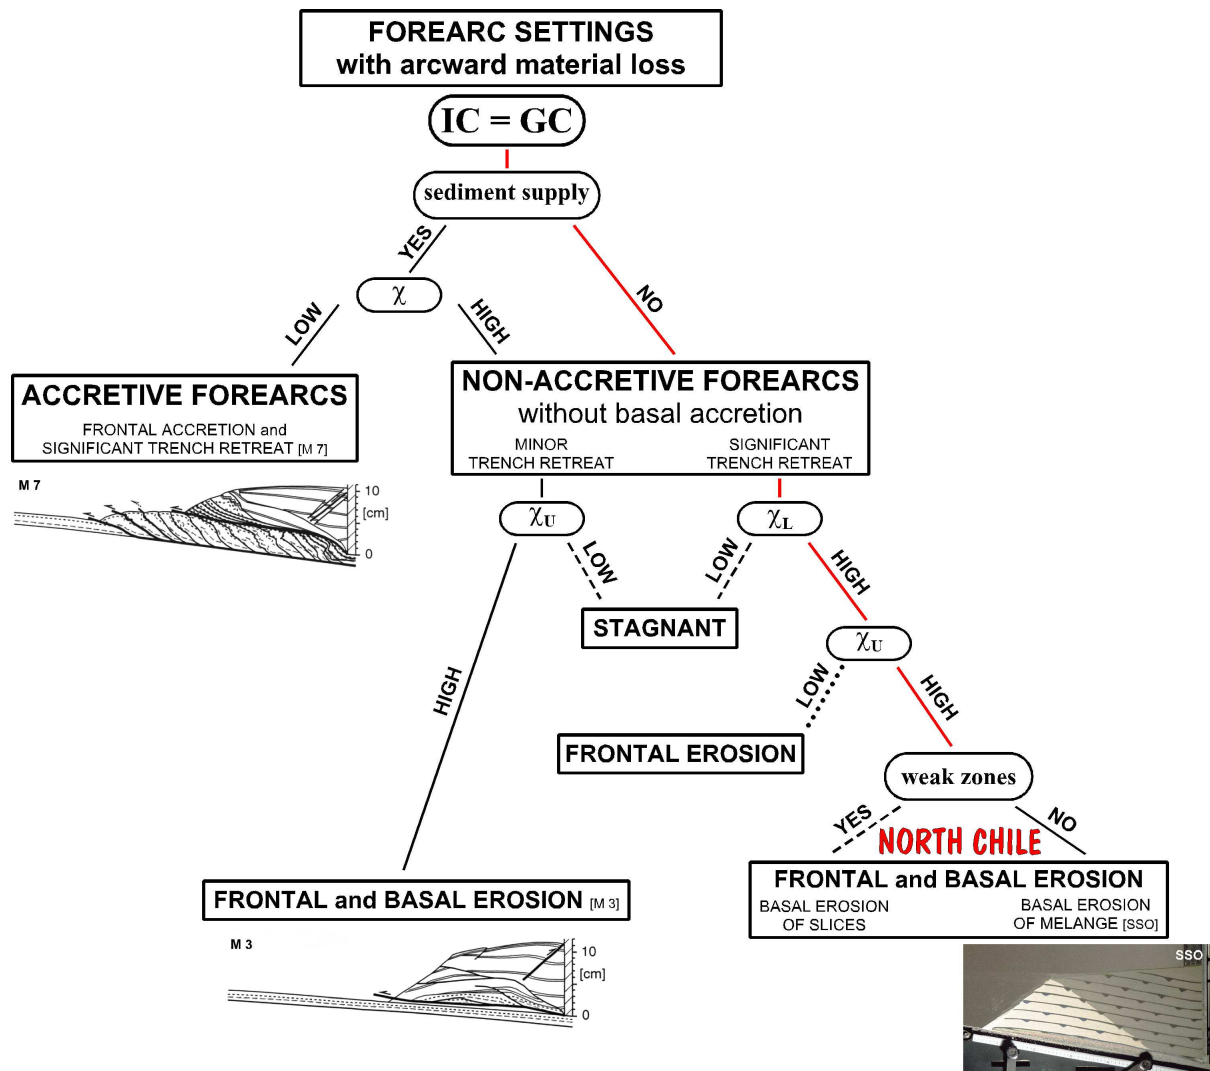 FOREARC SETTINGS
with arcward material loss
IC = GC
sediment supply
YES
NO
χ
LOW
HIGH
ACCRETIVE FOREARCS
FRONTAL ACCRETION and
SIGNIFICANT TRENCH RETREAT [M 7]
NON-ACCRETIVE FOREARCS
without basal accretion
MINOR
TRENCH RETREAT
SIGNIFICANT
TRENCH RETREAT
M 7
10
[cm]
0
χU
χL
LOW
LOW
HIGH
STAGNANT
χU
HIGH
LOW
HIGH
FRONTAL EROSION
weak zones
YES
NO
NORTH CHILE
FRONTAL and BASAL EROSION
BASAL EROSION
OF SLICES
BASAL EROSION
OF MELANGE [SSO]
FRONTAL and BASAL EROSION [M 3]
M 3
10
[cm]
0
SSO